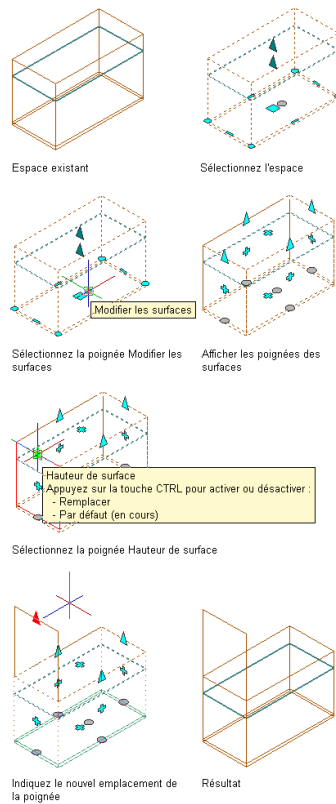 Espace existant
Sélectionnez l'espace
Modifier les surfaces
Sélectionnez la poignée Modifier les
surfaces
Afficher les poignées des
surfaces
Hauteur de surface
Appuyez sur la touche CTRL pour activer ou désactiver :
- Remplacer
- Par défaut (en cours)
Sélectionnez la poignée Hauteur de surface
Indiquez le nouvel emplacement de
la poignée
Résultat